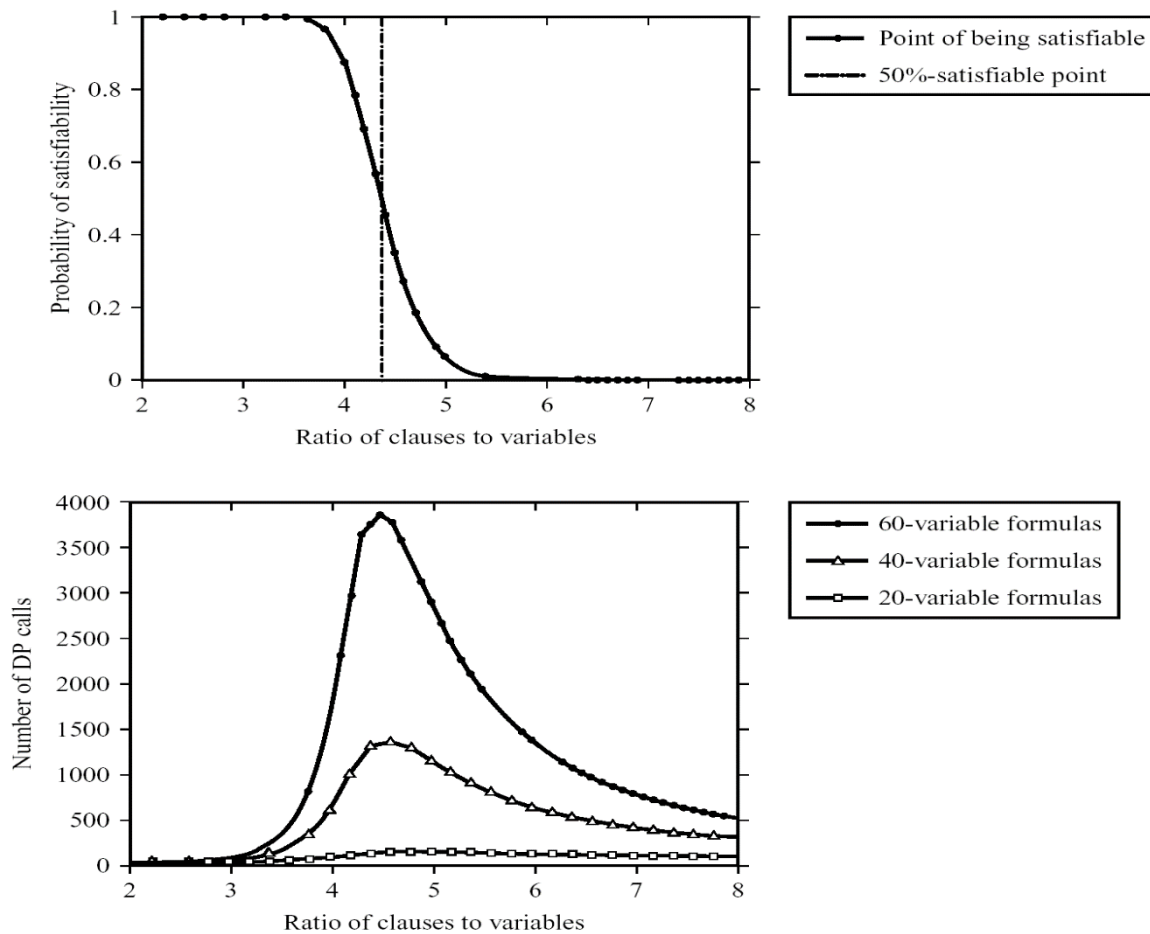 1
0.8
0.6
0.4
0.2
0
Probability of satisfiability
2 3 4 5 6 7 8
Ratio of clauses to variables
Point of being satisfiable
50%-satisfiable point
4000
3500
3000
2500
2000
1500
1000
500
0
Number of DP calls
2 3 4 5 6 7 8
Ratio of clauses to variables
60-variable formulas
40-variable formulas
20-variable formulas